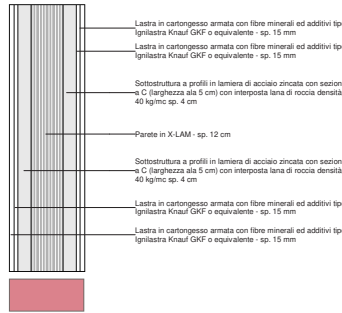 Lastra in cartongesso armata con fibre minerali ed additivi tip
Ignilastra Knauf GKF o equivalente - sp. 15 mm
Lastra in cartongesso armata con fibre minerali ed additivi tip
Ignilastra Knauf GKF o equivalente - sp. 15 mm
Sottostruttura a profili in lamiera di acciaio zincata con sezion
a C (larghezza ala 5 cm) con interposta lana di roccia densità
40 kg/mc sp. 4 cm
Parete in X-LAM - sp. 12 cm
Sottostruttura a profili in lamiera di acciaio zincata con sezion
a C (larghezza ala 5 cm) con interposta lana di roccia densità
40 kg/mc sp. 4 cm
Lastra in cartongesso armata con fibre minerali ed additivi tip
Ignilastra Knauf GKF o equivalente - sp. 15 mm
Lastra in cartongesso armata con fibre minerali ed additivi tip
Ignilastra Knauf GKF o equivalente - sp. 15 mm